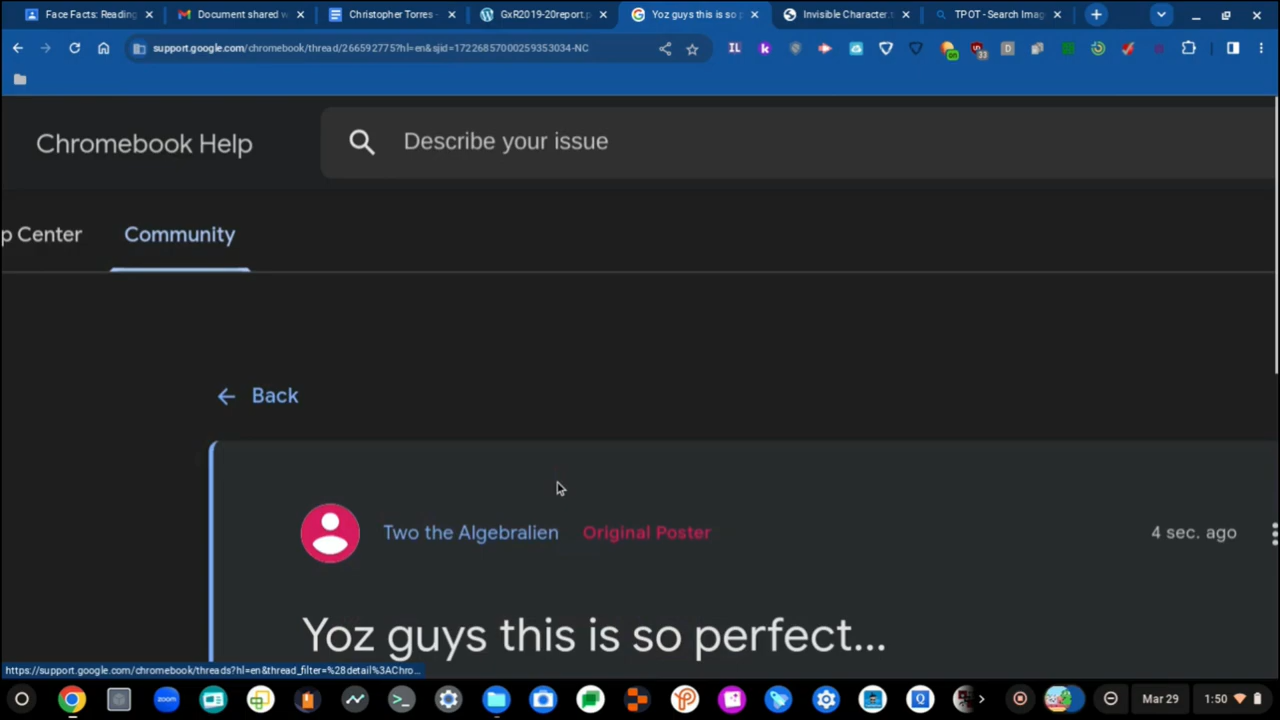 Face Facts: Reading
Document shared w
Christopher Torres -
GxR2019-20report.p
Yoz guys this is so p
Invisible Character.t
TPOT - Search Imag
support.google.com/chromebook/thread/266592775?hl=en&sjid=17226857000259353034-NC
Chromebook Help
Describe your issue
p Center
Community
Back
Two the Algebralien
Original Poster
4 sec. ago
Yoz guys this is so perfect...
https://support.google.com/chromebook/threads?hl=en&thread_filter=%28detail%3AChro...
zoom
Mar 29
1:50